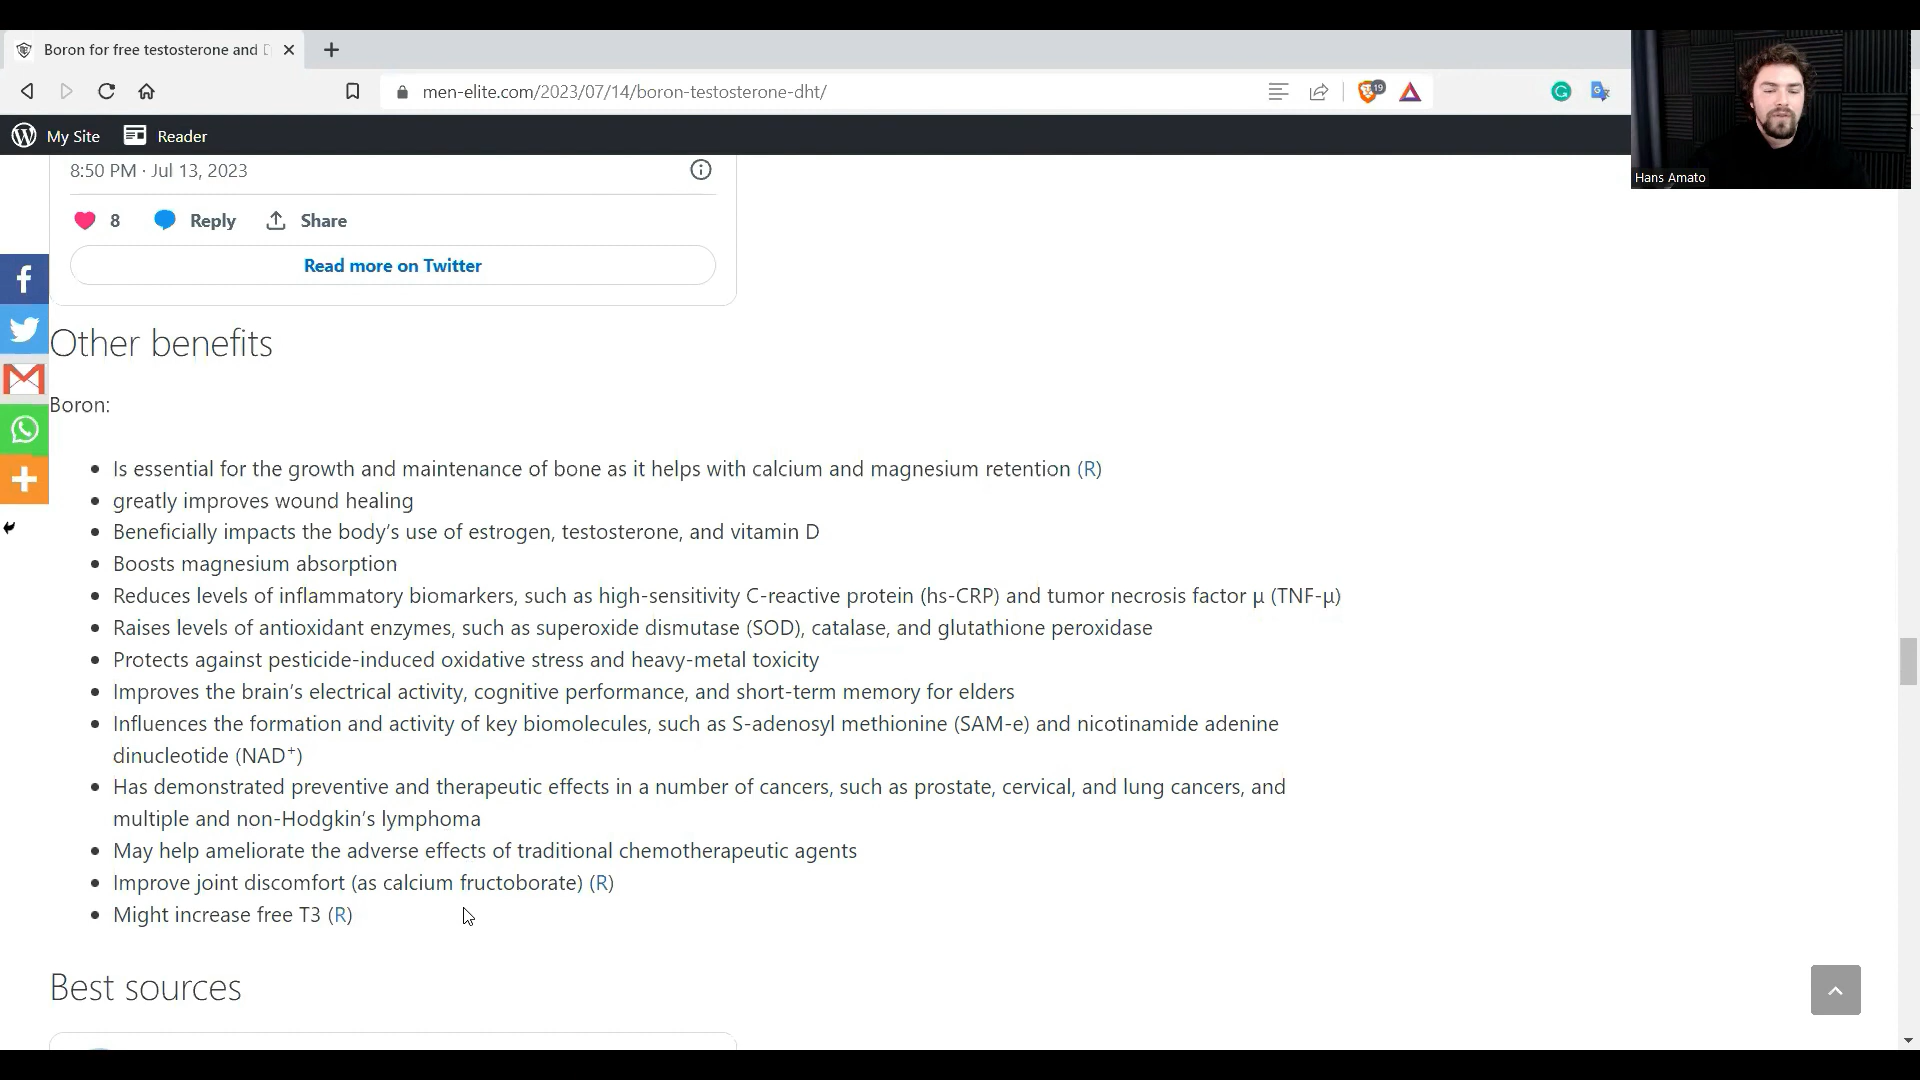 Boron for free testosterone and D
men-elite.com/2023/07/14/boron-testosterone-dht/
19
My Site
Reader
Hans Amato
8:50 PM · Jul 13, 2023
8
Reply
Share
Read more on Twitter
Other benefits
Boron:
Is essential for the growth and maintenance of bone as it helps with calcium and magnesium retention (R)
greatly improves wound healing
Beneficially impacts the body’s use of estrogen, testosterone, and vitamin D
Boosts magnesium absorption
Reduces levels of inflammatory biomarkers, such as high-sensitivity C-reactive protein (hs-CRP) and tumor necrosis factor μ (TNF-μ)
Raises levels of antioxidant enzymes, such as superoxide dismutase (SOD), catalase, and glutathione peroxidase
Protects against pesticide-induced oxidative stress and heavy-metal toxicity
Improves the brain’s electrical activity, cognitive performance, and short-term memory for elders
Influences the formation and activity of key biomolecules, such as S-adenosyl methionine (SAM-e) and nicotinamide adenine
dinucleotide (NAD⁺)
Has demonstrated preventive and therapeutic effects in a number of cancers, such as prostate, cervical, and lung cancers, and
multiple and non-Hodgkin’s lymphoma
May help ameliorate the adverse effects of traditional chemotherapeutic agents
Improve joint discomfort (as calcium fructoborate) (R)
Might increase free T3 (R)
Best sources